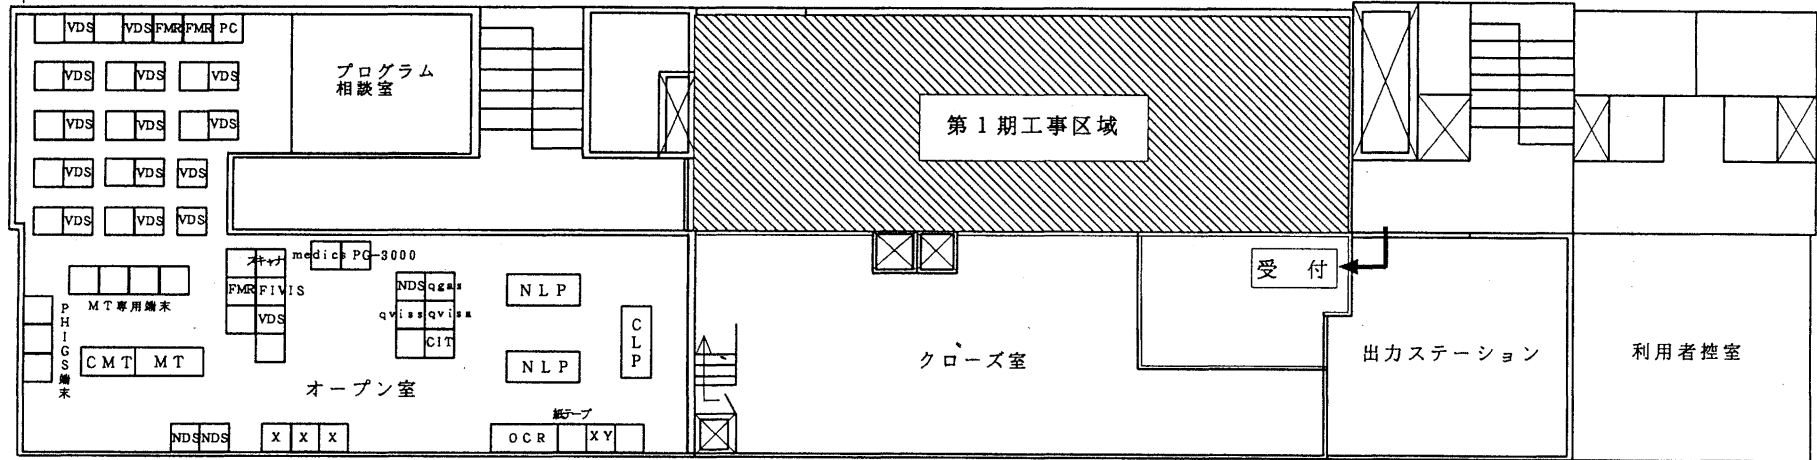 VDS VDS FMR FMR PC
プログラム
相談室
VDS VDS VDS
VDS VDS VDS
第1期工事区域
VDS VDS VDS
VDS VDS VDS
スキャナ medics PG-3000
受 付
FMR FIVIS
NDS qgas
NLP
MT専用端末
VDS
qviss qvisa
CIT
CLP
PHIGS端末
CMT MT
NLP
オープン室
クローズ室
出力ステーション
利用者控室
紙テープ
NDS NDS
X X X
OCR XY